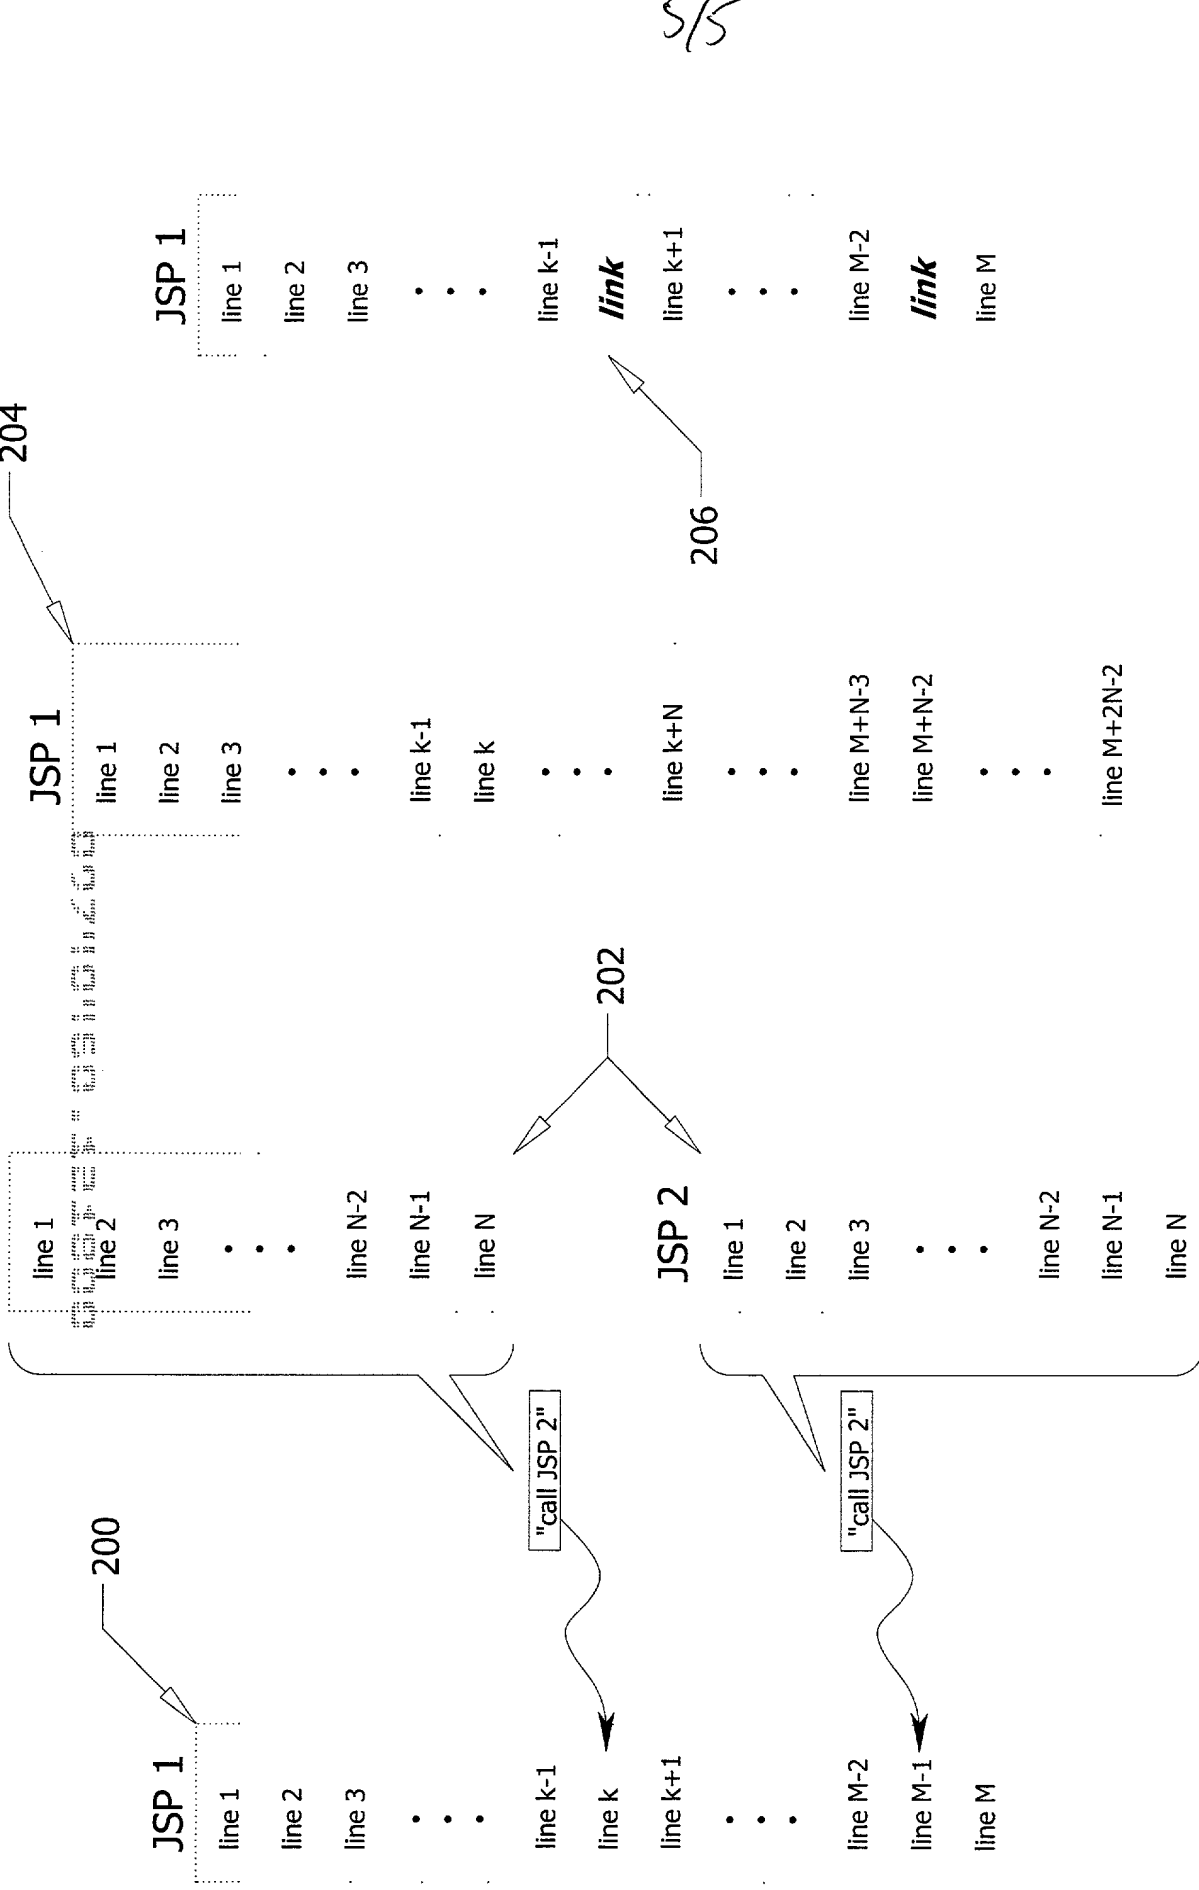 5/5
200
JSP 1
line 1
line 2
line 3
line k-1
line k
line k+1
line M-2
line M-1
line M
"call JSP 2"
"call JSP 2"
line 1
line 2
line 3
line N-2
line N-1
line N
202
JSP 2
line 1
line 2
line 3
line N-2
line N-1
line N
204
JSP 1
line 1
line 2
line 3
line k-1
line k
line k+N
line M+N-3
line M+N-2
line M+2N-2
206
JSP 1
line 1
line 2
line 3
line k-1
link
line k+1
line M-2
link
line M